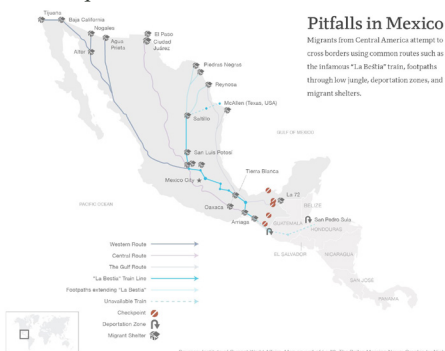 Pitfalls in Mexico
Migrants from Central America attempt to
cross borders using common routes such as
the infamous "La Bestia" train, footpaths
through low jungle, deportation zones, and
migrant shelters.
Tijuana
Baja California
Nogales
Agua
Prieta
El Paso
Ciudad
Juárez
Altar
Piedras Negras
Reynosa
McAllen (Texas, USA)
Saltillo
GULF OF MEXICO
San Luis Potosí
Tierra Blanca
Mexico City
La 72
BELIZE
PACIFIC OCEAN
Oaxaca
Arriaga
GUATEMALA
San Pedro Sula
HONDURAS
EL SALVADOR
NICARAGUA
SAN JOSE
PANAMA
Western Route
Central Route
The Gulf Route
"La Bestia" Train Line
Footpaths extending "La Bestia"
Unavailable Train
Checkpoint
Deportation Zone
Migrant Shelter